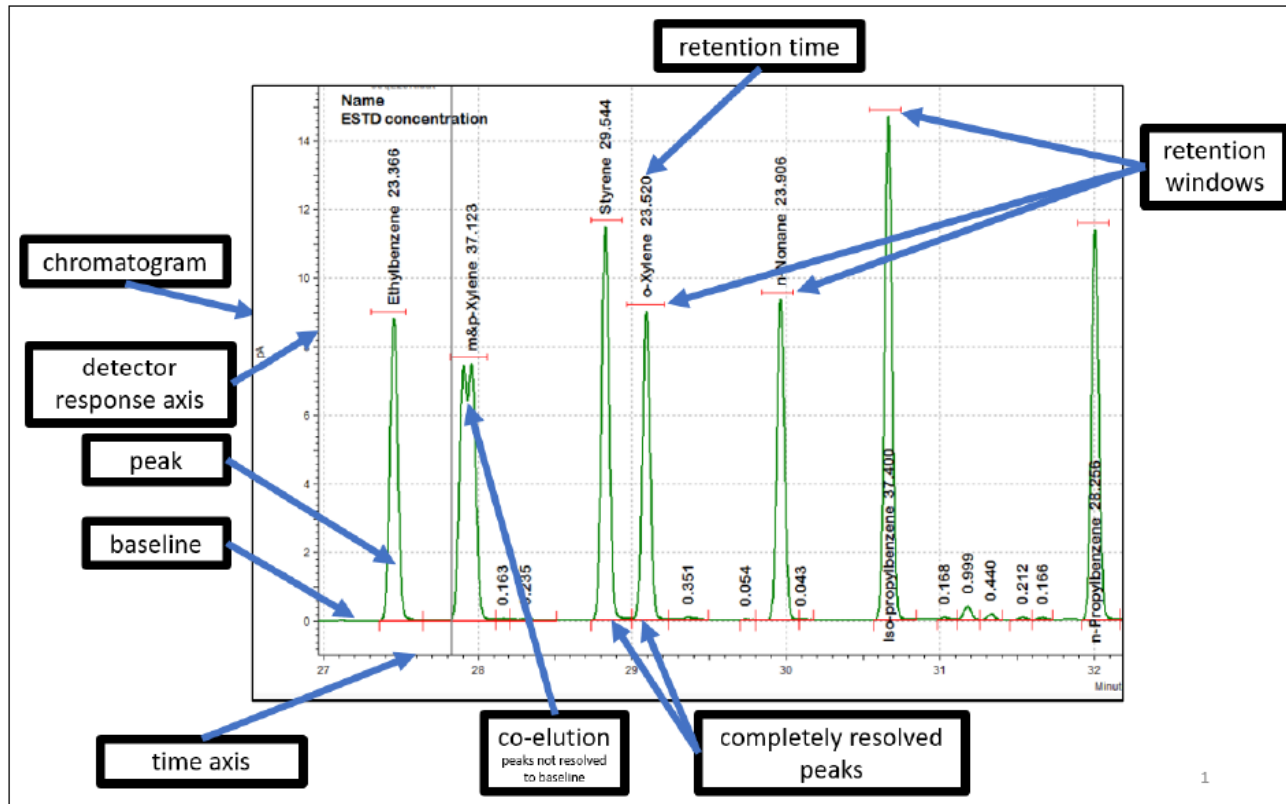 retention time
Name
ESTD concentration
retention
windows
chromatogram
detector
response axis
peak
baseline
time axis
co-elution
peaks not resolved
to baseline
completely resolved
peaks
pA
14
12
10
8
6
4
2
0
Ethylbenzene 23.366
m&p-Xylene 37.123
0.163
.235
Styrene 29.544
o-Xylene 23.520
0.351
0.054
n-Nonane 23.906
0.043
Iso-propylbenzene 37.400
0.168
0.999
0.440
0.212
0.166
n-Propylbenzene 28.256
27
28
29
30
31
32
Minut
1